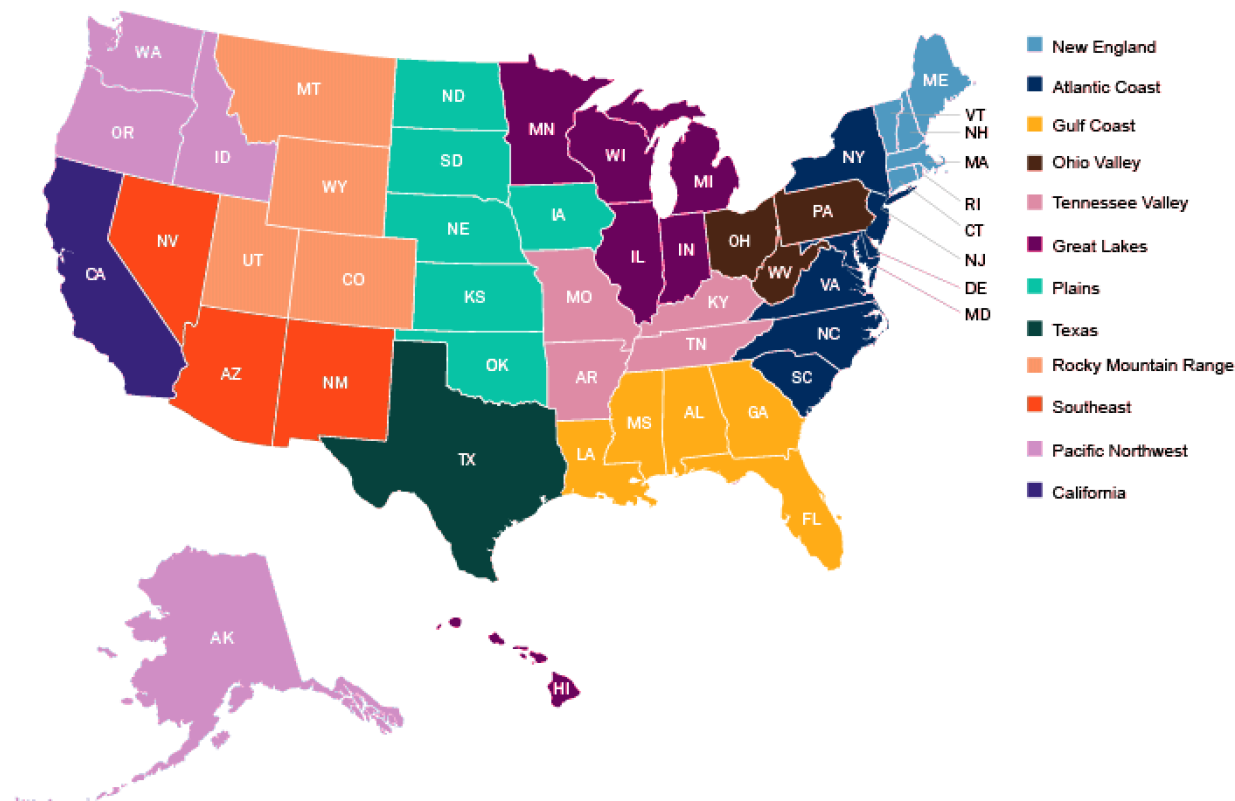 WA
MT
ND
MN
ME
VT
NH
OR
ID
SD
WI
MI
NY
MA
WY
IA
RI
NV
NE
PA
CT
CA
UT
CO
IL
IN
OH
NJ
WV
VA
DE
KS
MO
KY
MD
AZ
NM
OK
AR
TN
NC
SC
TX
LA
MS
AL
GA
FL
AK
HI
New England
Atlantic Coast
Gulf Coast
Ohio Valley
Tennessee Valley
Great Lakes
Plains
Texas
Rocky Mountain Range
Southeast
Pacific Northwest
California